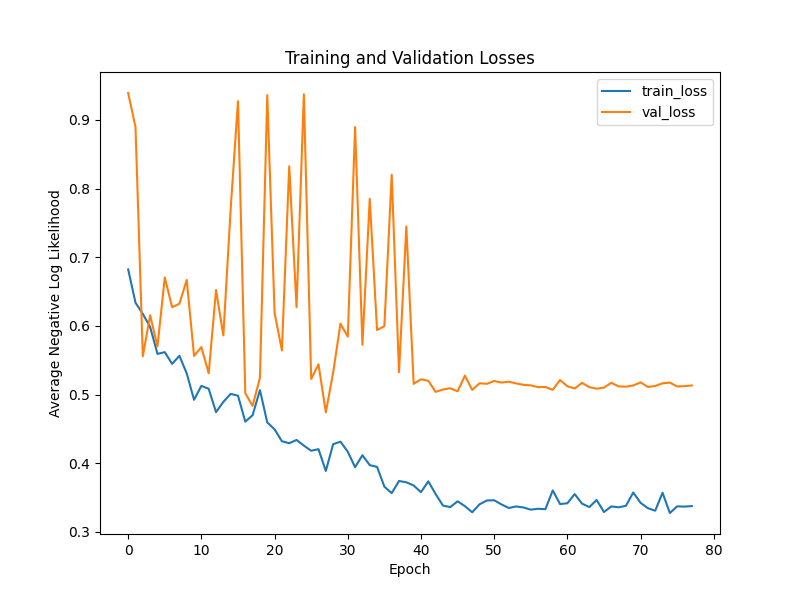 Training and Validation Losses
train_loss
val_loss
Average Negative Log Likelihood
0.9
0.8
0.7
0.6
0.5
0.4
0.3
0 10 20 30 40 50 60 70 80
Epoch